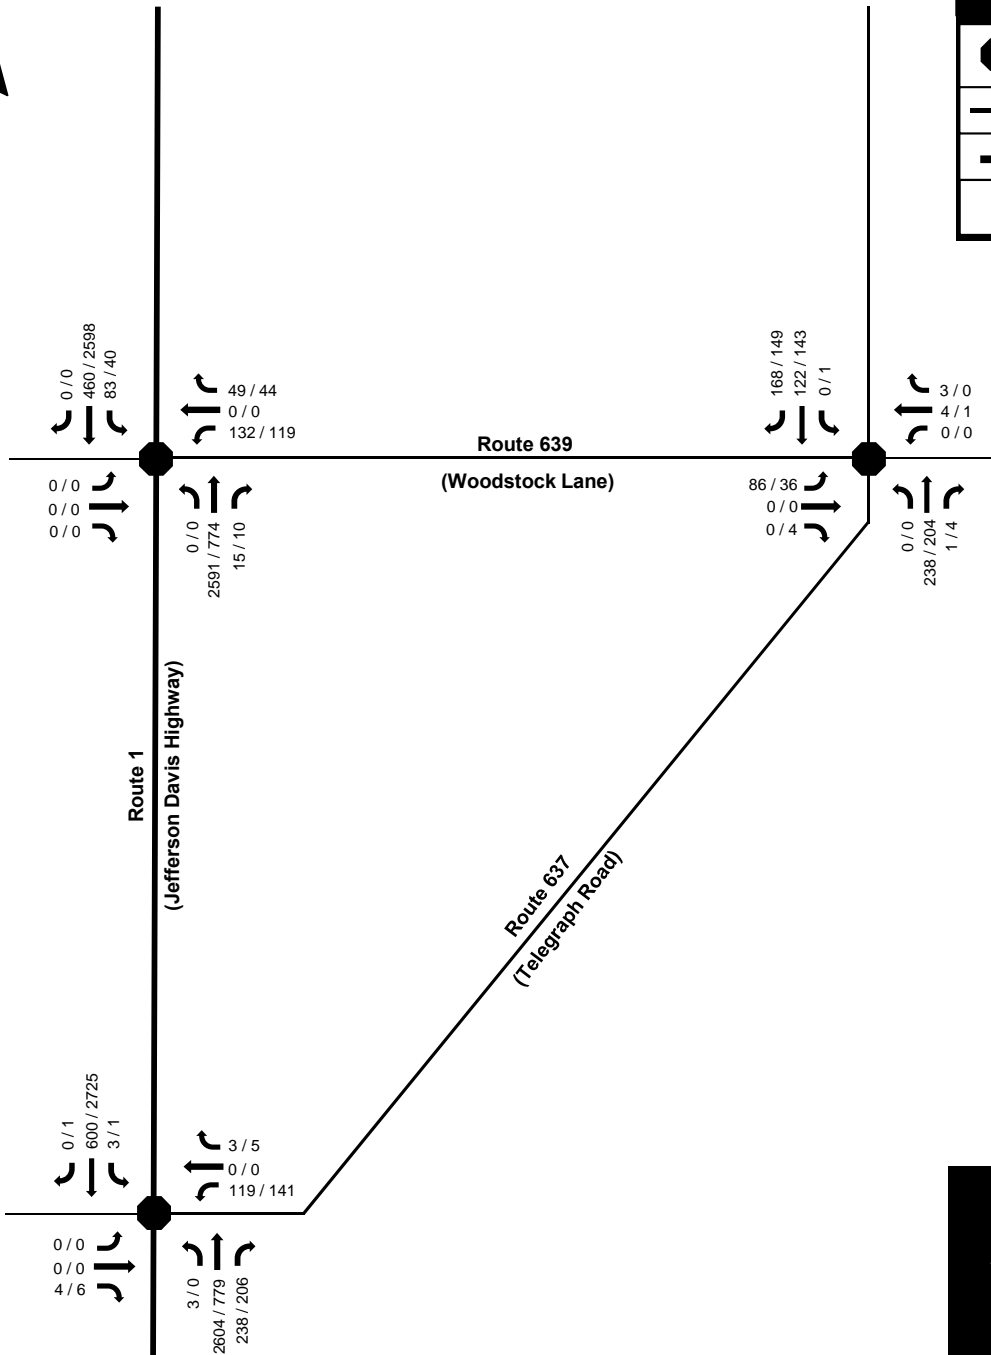 0 / 0
460 / 2598
83 / 40
49 / 44
0 / 0
132 / 119
0 / 0
0 / 0
0 / 0
0 / 0
2591 / 774
15 / 10
Route 639
(Woodstock Lane)
168 / 149
122 / 143
0 / 1
3 / 0
4 / 1
0 / 0
86 / 36
0 / 0
0 / 4
0 / 0
238 / 204
1 / 4
Route 1
(Jefferson Davis Highway)
Route 637
(Telegraph Road)
0 / 1
600 / 2725
3 / 1
3 / 5
0 / 0
119 / 141
0 / 0
0 / 0
4 / 6
3 / 0
2604 / 779
238 / 206